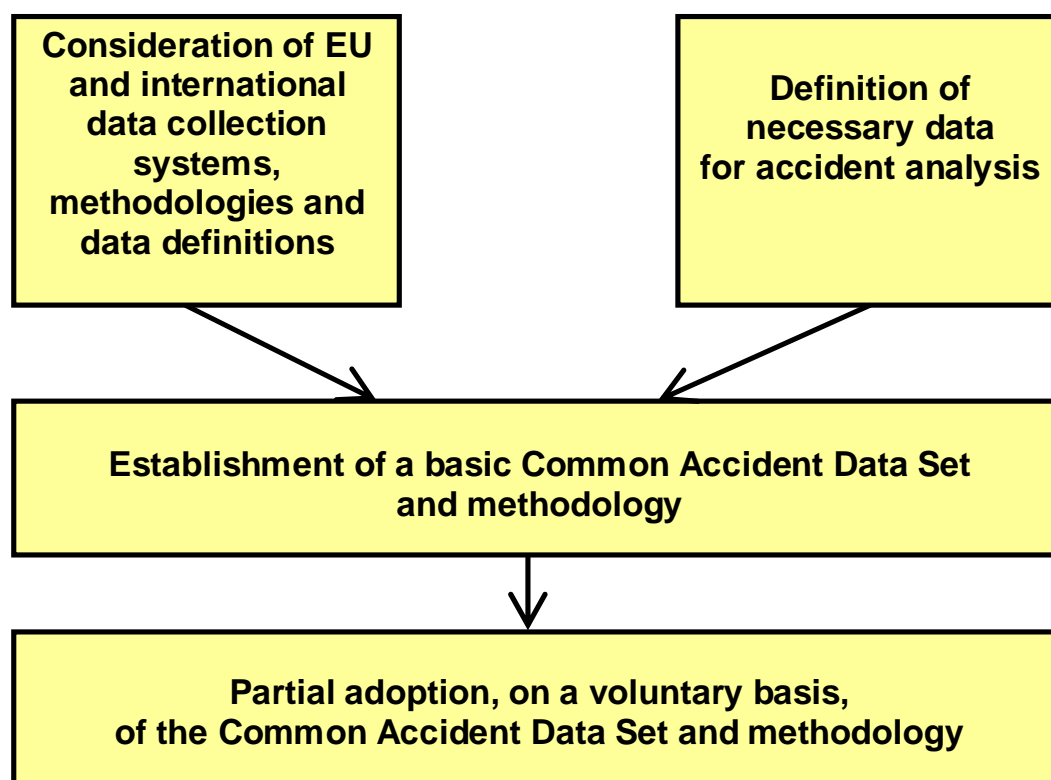 Consideration of EU
and international
data collection
systems,
methodologies and
data definitions
Definition of
necessary data
for accident analysis
Establishment of a basic Common Accident Data Set
and methodology
Partial adoption, on a voluntary basis,
of the Common Accident Data Set and methodology